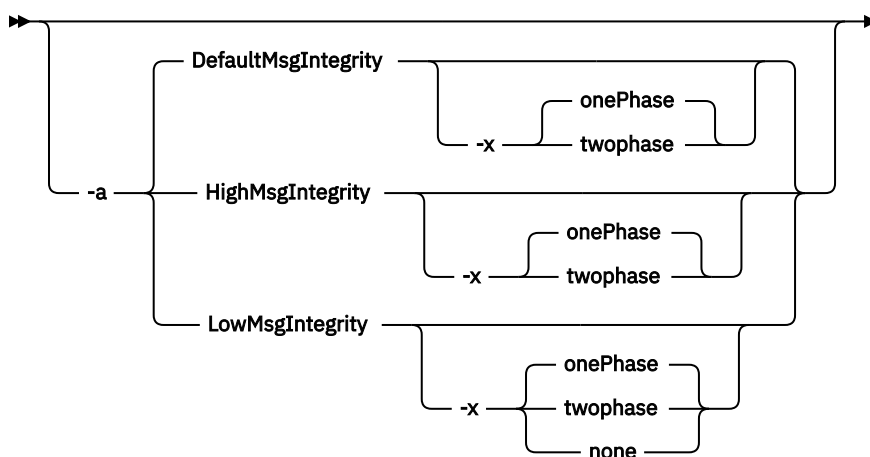 DefaultMsgIntegrity
onePhase
-x twophase
-a HighMsgIntegrity
onePhase
-x twophase
LowMsgIntegrity
onePhase
-x twophase
none